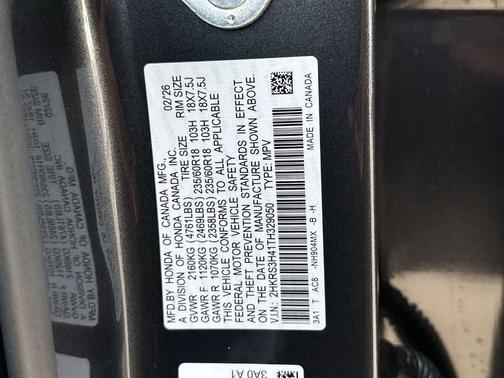 MFD.BY HONDA OF CANADA MFG., 02/26
A DIVISION OF HONDA CANADA INC.
TIRE SIZE RIM SIZE
GVWR 2160KG (4761LBS)
GAWR F 1120KG (2469LBS) 235/60R18 103H 18X7.5J
GAWR R 1070KG (2358LBS) 235/60R18 103H 18X7.5J
THIS VEHICLE CONFORMS TO ALL APPLICABLE
FEDERAL MOTOR VEHICLE SAFETY
AND THEFT PREVENTION STANDARDS IN EFFECT
ON THE DATE OF MANUFACTURE SHOWN ABOVE.
V.I.N.: 2HKRS3H41TH329050 TYPE: MPV
3A1 T AC8 -NH904MX -B -H MADE IN CANADA
3A0 A1